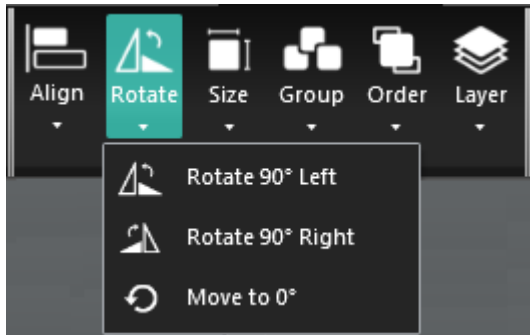 Align Rotate Size Group Order Layer
Rotate 90° Left
Rotate 90° Right
Move to 0°